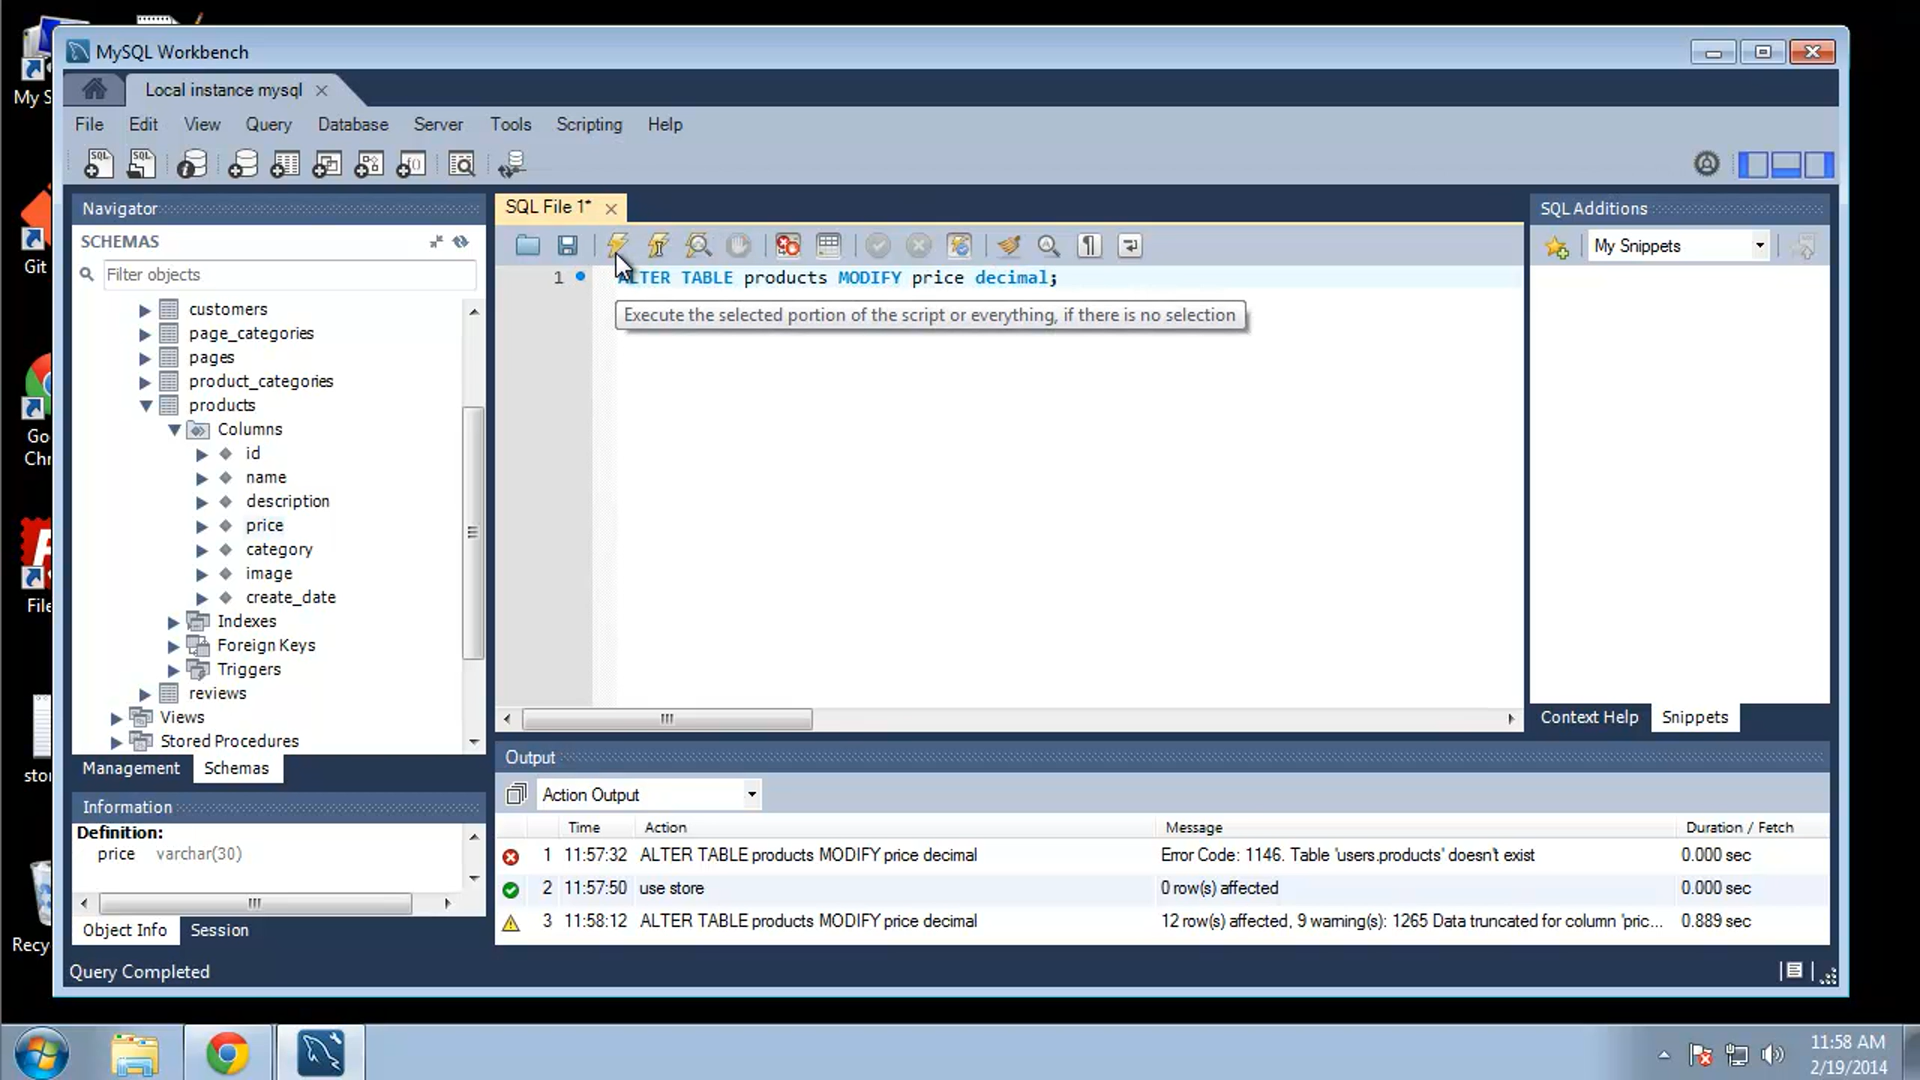 MySQL Workbench
My S
Local instance mysql
File Edit View Query Database Server Tools Scripting Help
SQL SQL
Navigator
SQL File 1*
SQL Additions
SCHEMAS
My Snippets
Filter objects
1 ALTER TABLE products MODIFY price decimal;
Execute the selected portion of the script or everything, if there is no selection
Git
customers
page_categories
pages
product_categories
products
Columns
id
name
description
price
category
image
create_date
Indexes
Foreign Keys
Triggers
reviews
Views
Stored Procedures
Go
Chr
File
sto
Recy
Context Help Snippets
Management Schemas
Output
Action Output
Information
Definition:
price varchar(30)
Time Action Message Duration / Fetch
1 11:57:32 ALTER TABLE products MODIFY price decimal Error Code: 1146. Table 'users.products' doesn't exist 0.000 sec
2 11:57:50 use store 0 row(s) affected 0.000 sec
3 11:58:12 ALTER TABLE products MODIFY price decimal 12 row(s) affected, 9 warning(s): 1265 Data truncated for column 'pric... 0.889 sec
Object Info Session
Query Completed
11:58 AM
2/19/2014